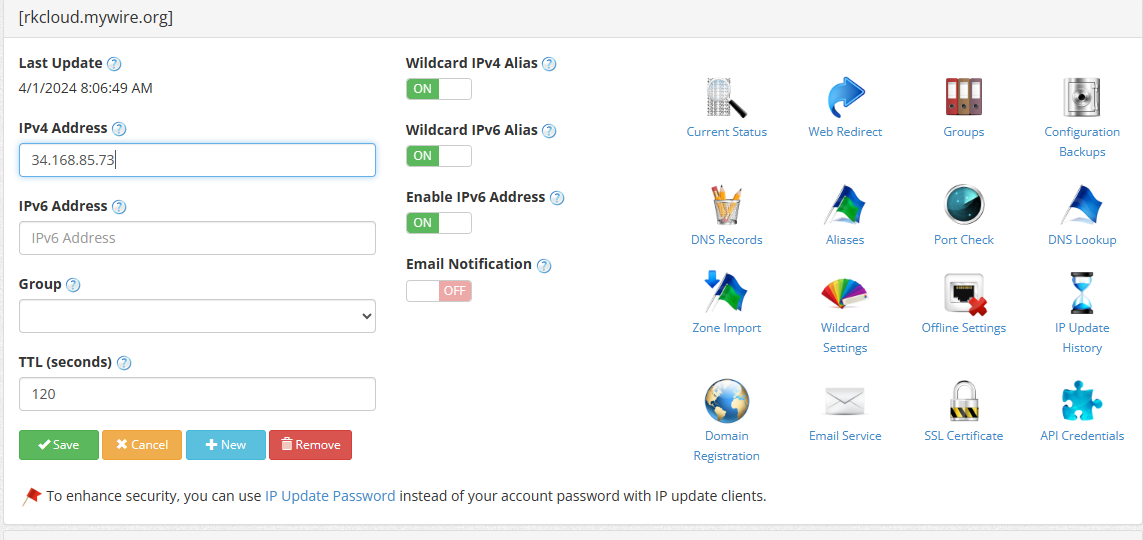 [rkcloud.mywire.org]
Last Update
4/1/2024 8:06:49 AM
IPv4 Address
34.168.85.73
IPv6 Address
IPv6 Address
Group
TTL (seconds)
120
Save
Cancel
New
Remove
Wildcard IPv4 Alias
ON
Wildcard IPv6 Alias
ON
Enable IPv6 Address
ON
Email Notification
OFF
Current Status
Web Redirect
Groups
Configuration
Backups
DNS Records
Aliases
Port Check
DNS Lookup
Zone Import
Wildcard
Settings
Offline Settings
IP Update
History
Domain
Registration
Email Service
SSL Certificate
API Credentials
To enhance security, you can use IP Update Password instead of your account password with IP update clients.